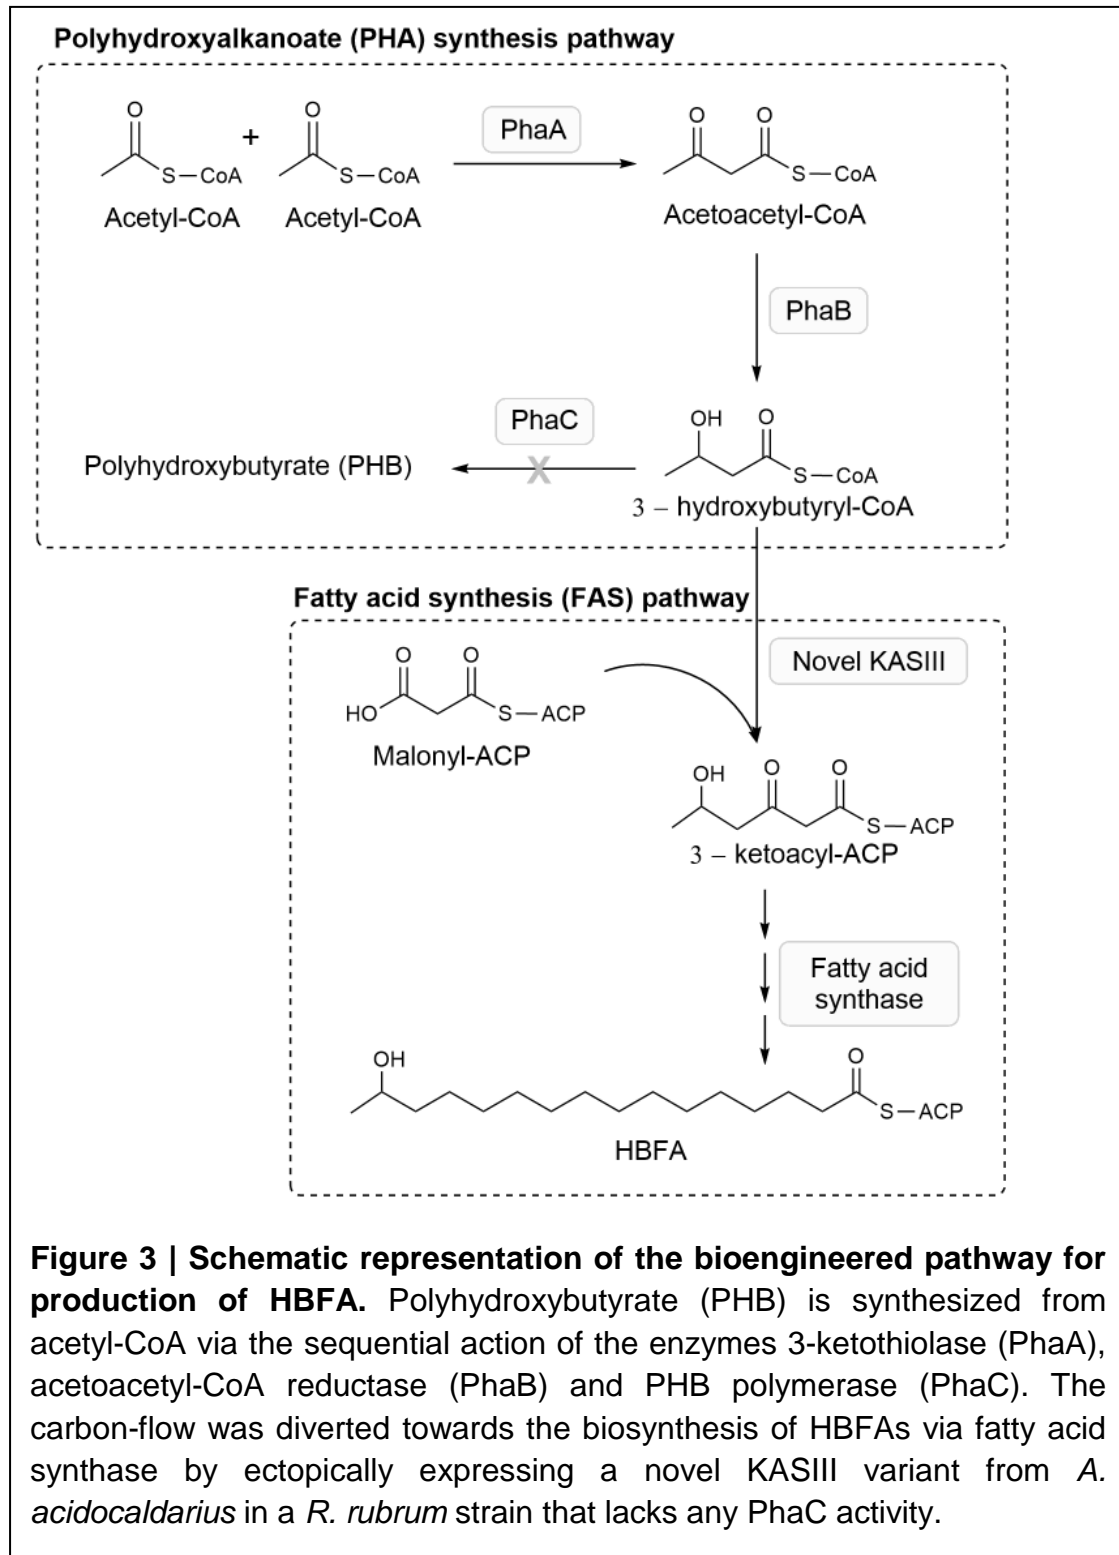 Polyhydroxyalkanoate (PHA) synthesis pathway
O
S—CoA
Acetyl-CoA
+
O
S—CoA
Acetyl-CoA
PhaA
O O
S—CoA
Acetoacetyl-CoA
PhaB
OH O
S—CoA
3 – hydroxybutyryl-CoA
PhaC
X
Polyhydroxybutyrate (PHB)
Fatty acid synthesis (FAS) pathway
Novel KASIII
O O
HO S—ACP
Malonyl-ACP
OH O O
S—ACP
3 – ketoacyl-ACP
Fatty acid
synthase
OH O
S—ACP
HBFA
Figure 3 | Schematic representation of the bioengineered pathway for
production of HBFA. Polyhydroxybutyrate (PHB) is synthesized from
acetyl-CoA via the sequential action of the enzymes 3-ketothiolase (PhaA),
acetoacetyl-CoA reductase (PhaB) and PHB polymerase (PhaC). The
carbon-flow was diverted towards the biosynthesis of HBFAs via fatty acid
synthase by ectopically expressing a novel KASIII variant from A.
acidocaldarius in a R. rubrum strain that lacks any PhaC activity.